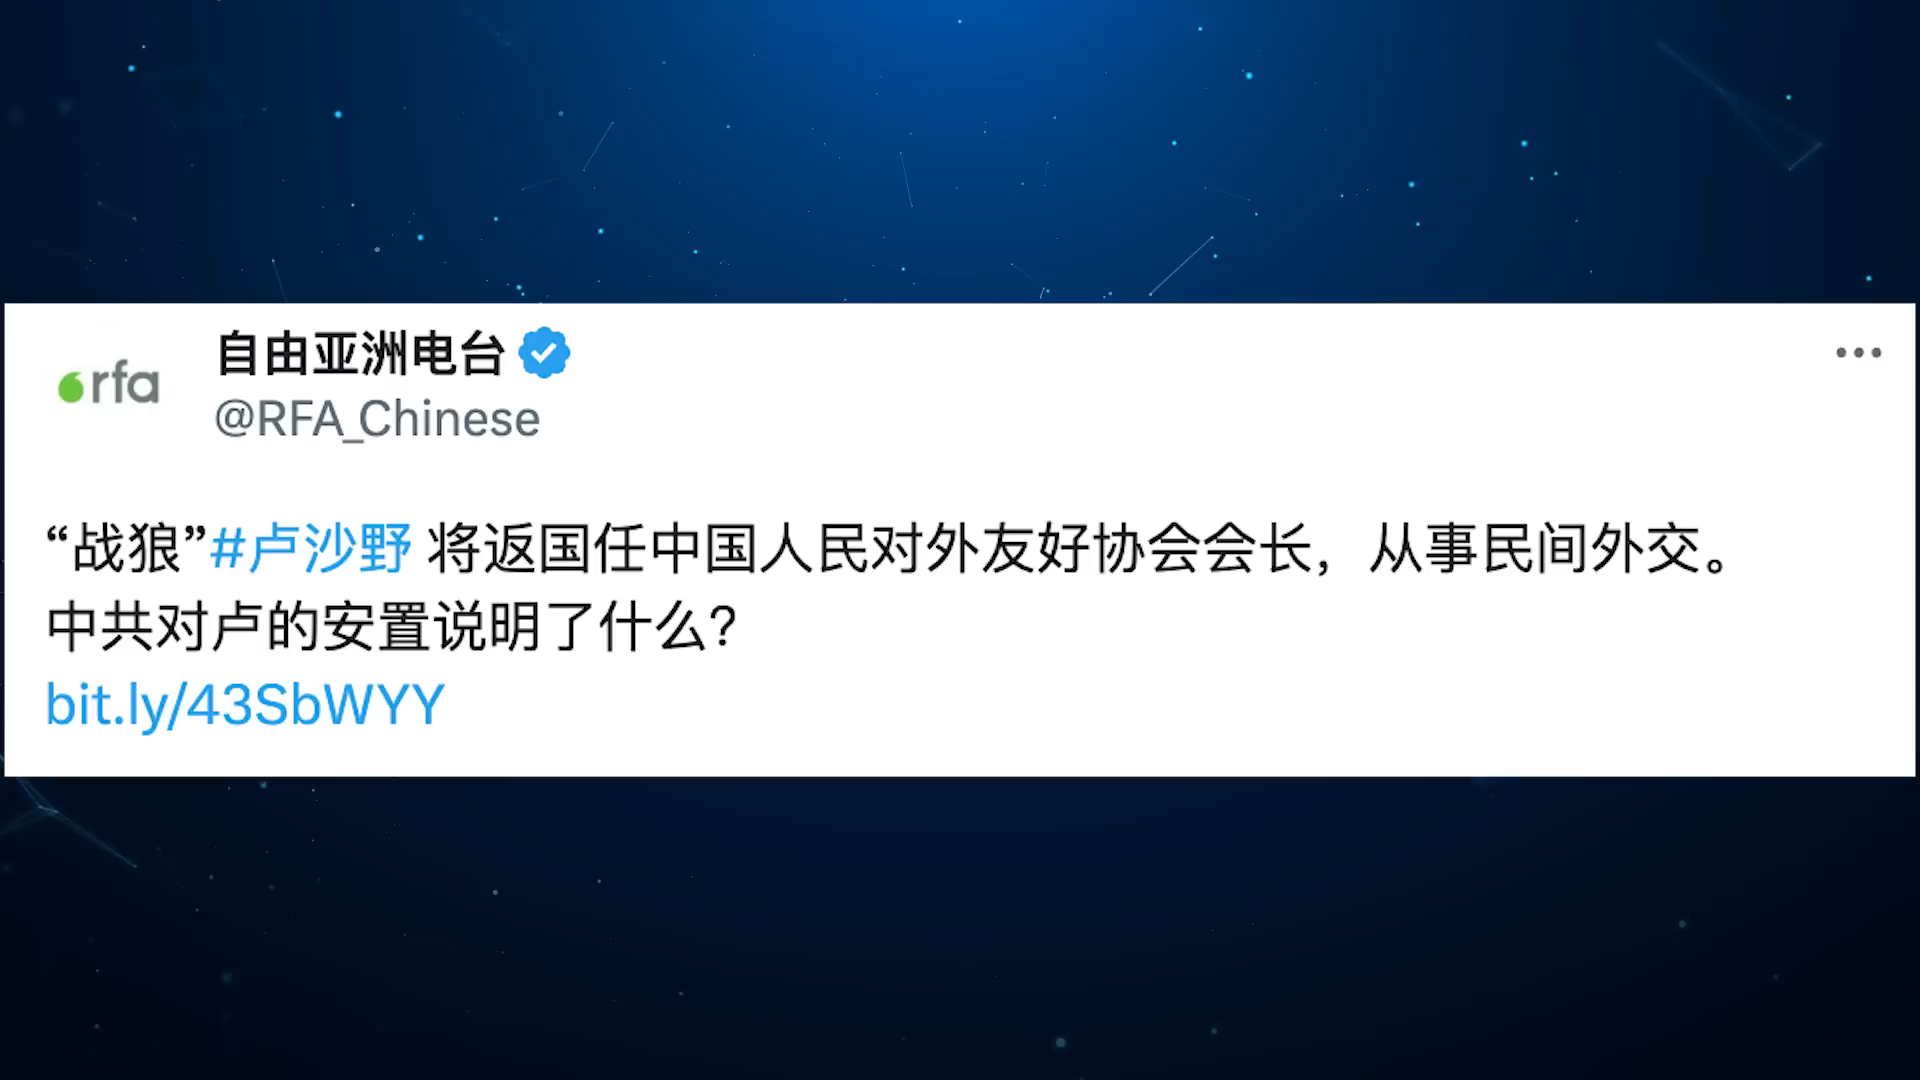 rfa
自由亚洲电台
@RFA_Chinese
“战狼”#卢沙野 将返国任中国人民对外友好协会会长，从事民间外交。
中共对卢的安置说明了什么？
bit.ly/43SbWYY